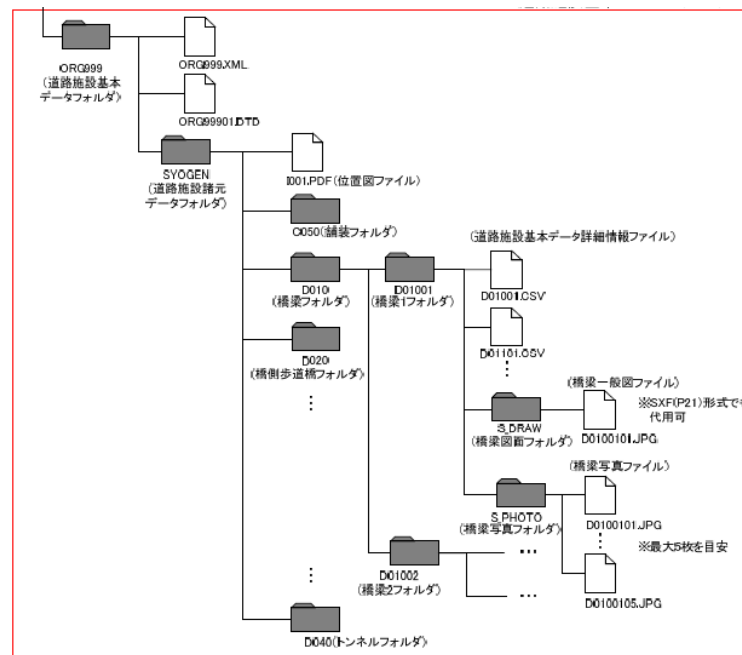 ORG999
(道路施設基本
データフォルダ)
ORG999.XML
ORG99901.DTD
SYOGEN
(道路施設諸元
データフォルダ)
I001.PDF(位置図ファイル)
C050(舗装フォルダ)
D010
(橋梁フォルダ)
D01001
(橋梁1フォルダ)
(道路施設基本データ詳細情報ファイル)
D01001.CSV
D01101.CSV
⋮
D020
(橋側歩道橋フォルダ)
⋮
S_DRAW
(橋梁図面フォルダ)
(橋梁一般図ファイル)
D0100101.JPG
※SXF(P21)形式で
代用可
S_PHOTO
(橋梁写真フォルダ)
(橋梁写真ファイル)
D0100101.JPG
⋮
※最大5枚を目安
D0100105.JPG
D01002
(橋梁2フォルダ)
…
…
⋮
D040(トンネルフォルダ)